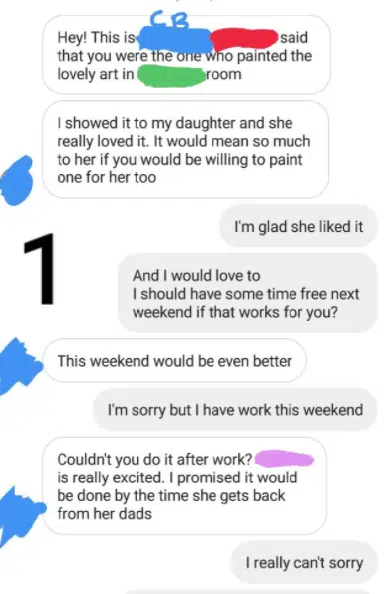 CB
Hey! This is said
that you were the one who painted the
lovely art in room
I showed it to my daughter and she
really loved it. It would mean so much
to her if you would be willing to paint
one for her too
I'm glad she liked it
1
And I would love to
I should have some time free next
weekend if that works for you?
This weekend would be even better
I'm sorry but I have work this weekend
Couldn't you do it after work?
is really excited. I promised it would
be done by the time she gets back
from her dads
I really can't sorry